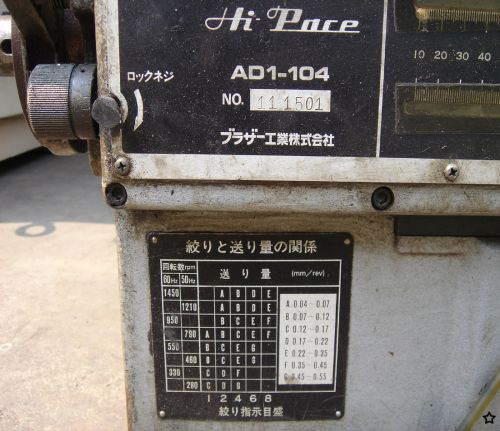 Hi-Pace
ロックネジ
AD1-104
NO. 111501
ブラザー工業株式会社
10 20 30 40
絞りと送り量の関係
回転数rpm 送り量 (mm/rev)
60Hz 50Hz
1450 A B D E
1210 A B D E
950 B C E F
790 A B C E F
550 B C E G
460 B C E G
330 C D F
280 C D G
1 2 4 6 8
絞り指示目盛
A 0.04~0.07
B 0.07~0.12
C 0.12~0.17
D 0.17~0.22
E 0.22~0.35
F 0.35~0.45
G 0.45~0.55